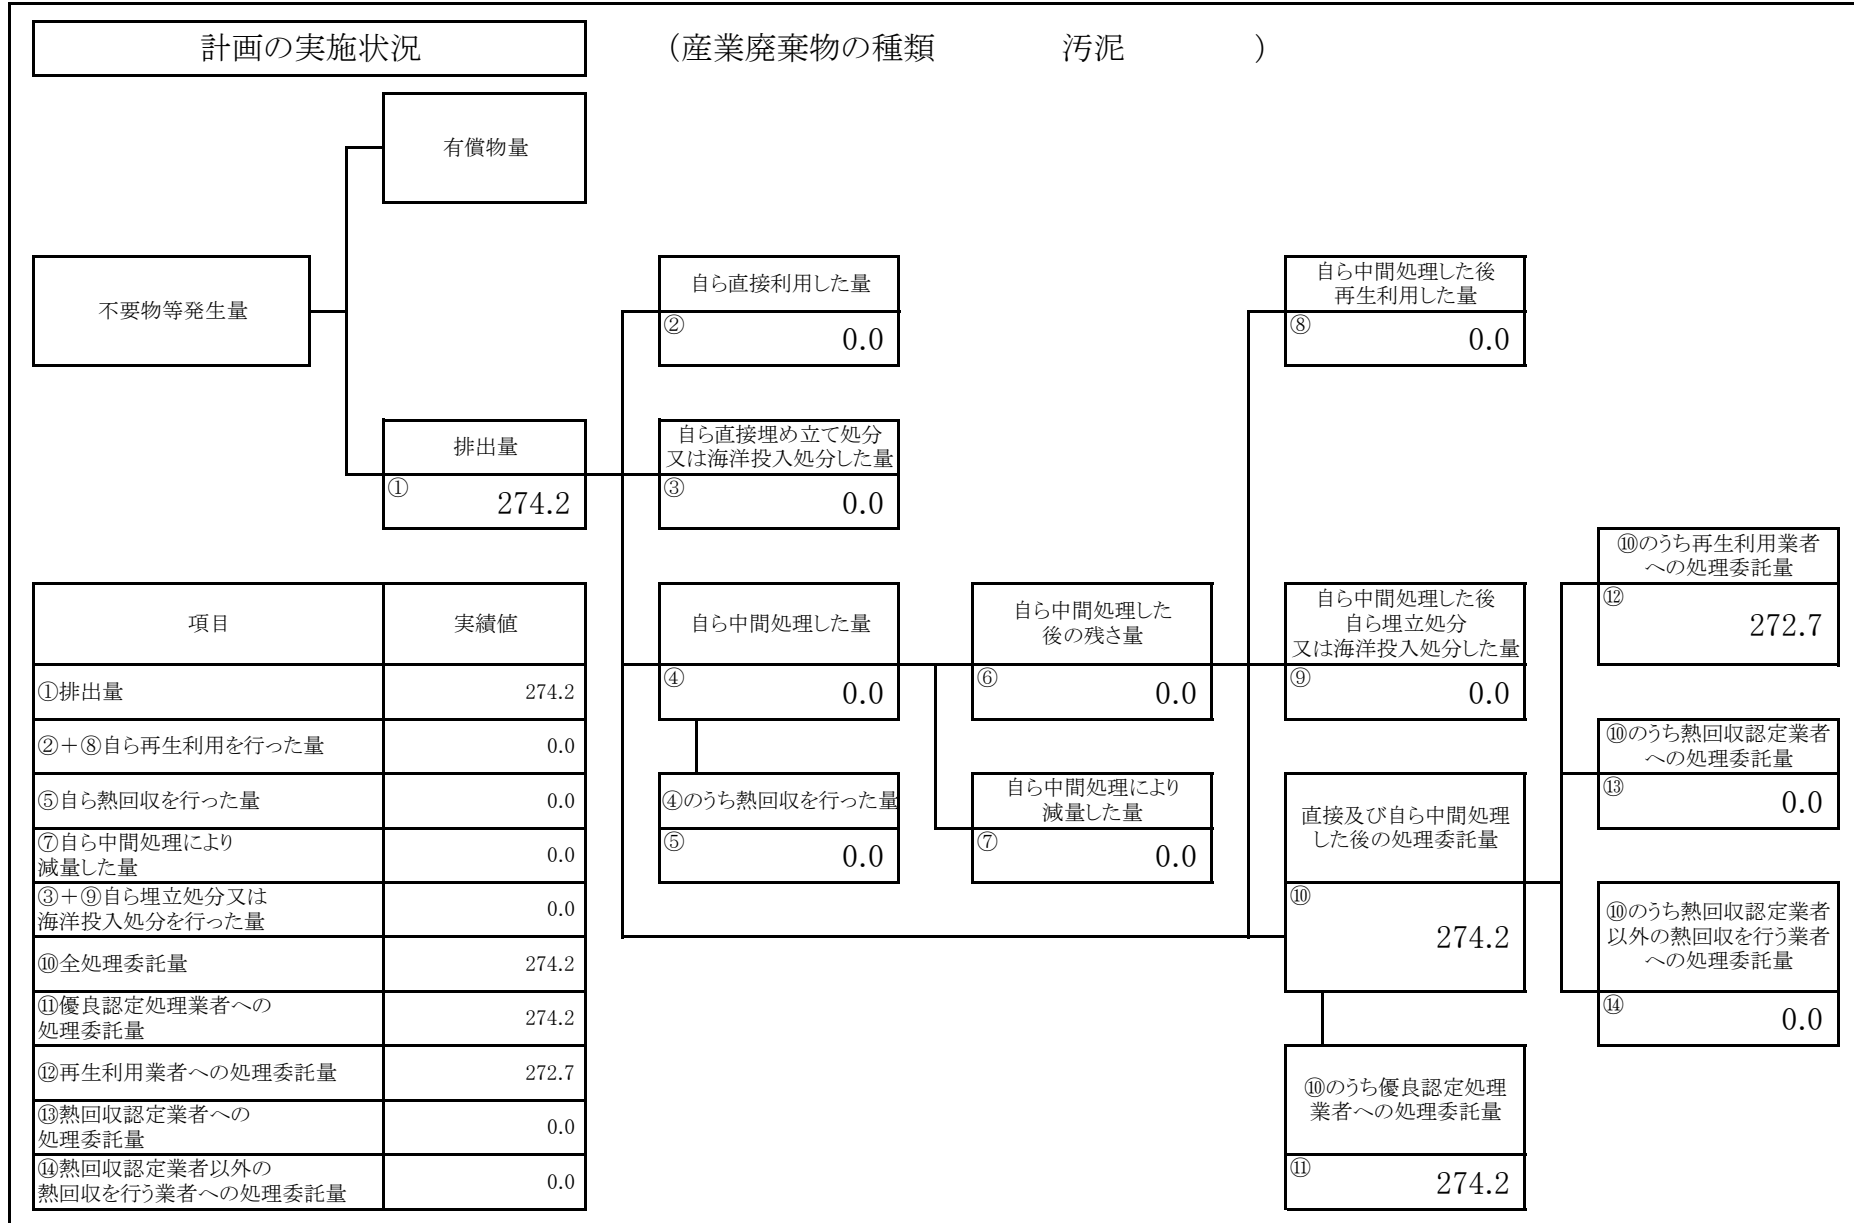 計画の実施状況
（産業廃棄物の種類　　　　汚泥　　　　）
有償物量
不要物等発生量
自ら直接利用した量
②
0.0
自ら中間処理した後
再生利用した量
⑧
0.0
排出量
①
274.2
自ら直接埋め立て処分
又は海洋投入処分した量
③
0.0
⑩のうち再生利用業者
への処理委託量
⑫
272.7
自ら中間処理した量
④
0.0
自ら中間処理した
後の残さ量
⑥
0.0
自ら中間処理した後
自ら埋立処分
又は海洋投入処分した量
⑨
0.0
⑩のうち熱回収認定業者
への処理委託量
⑬
0.0
④のうち熱回収を行った量
⑤
0.0
自ら中間処理により
減量した量
⑦
0.0
直接及び自ら中間処理
した後の処理委託量
⑩
274.2
⑩のうち熱回収認定業者
以外の熱回収を行う業者
への処理委託量
⑭
0.0
⑩のうち優良認定処理
業者への処理委託量
⑪
274.2
項目 実績値
①排出量 274.2
②＋⑧自ら再生利用を行った量 0.0
⑤自ら熱回収を行った量 0.0
⑦自ら中間処理により
減量した量 0.0
③＋⑨自ら埋立処分又は
海洋投入処分を行った量 0.0
⑩全処理委託量 274.2
⑪優良認定処理業者への
処理委託量 274.2
⑫再生利用業者への処理委託量 272.7
⑬熱回収認定業者への
処理委託量 0.0
⑭熱回収認定業者以外の
熱回収を行う業者への処理委託量 0.0